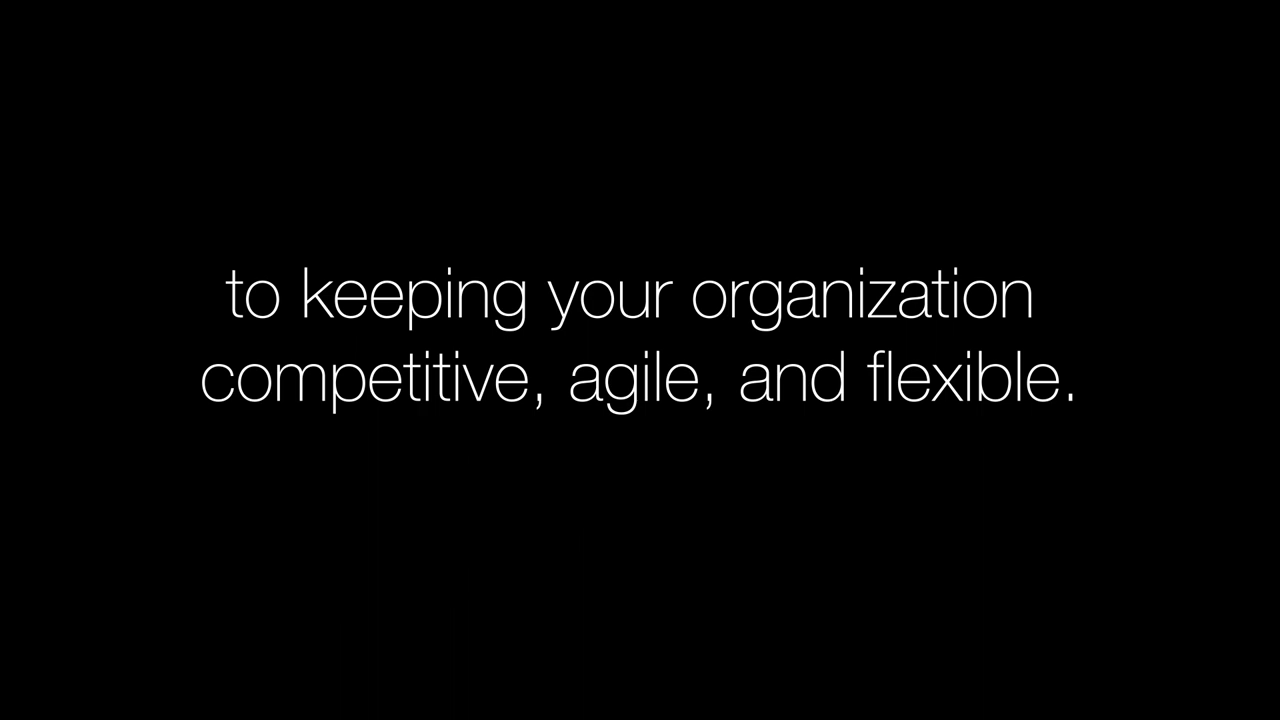 to keeping your organization
competitive, agile, and flexible.